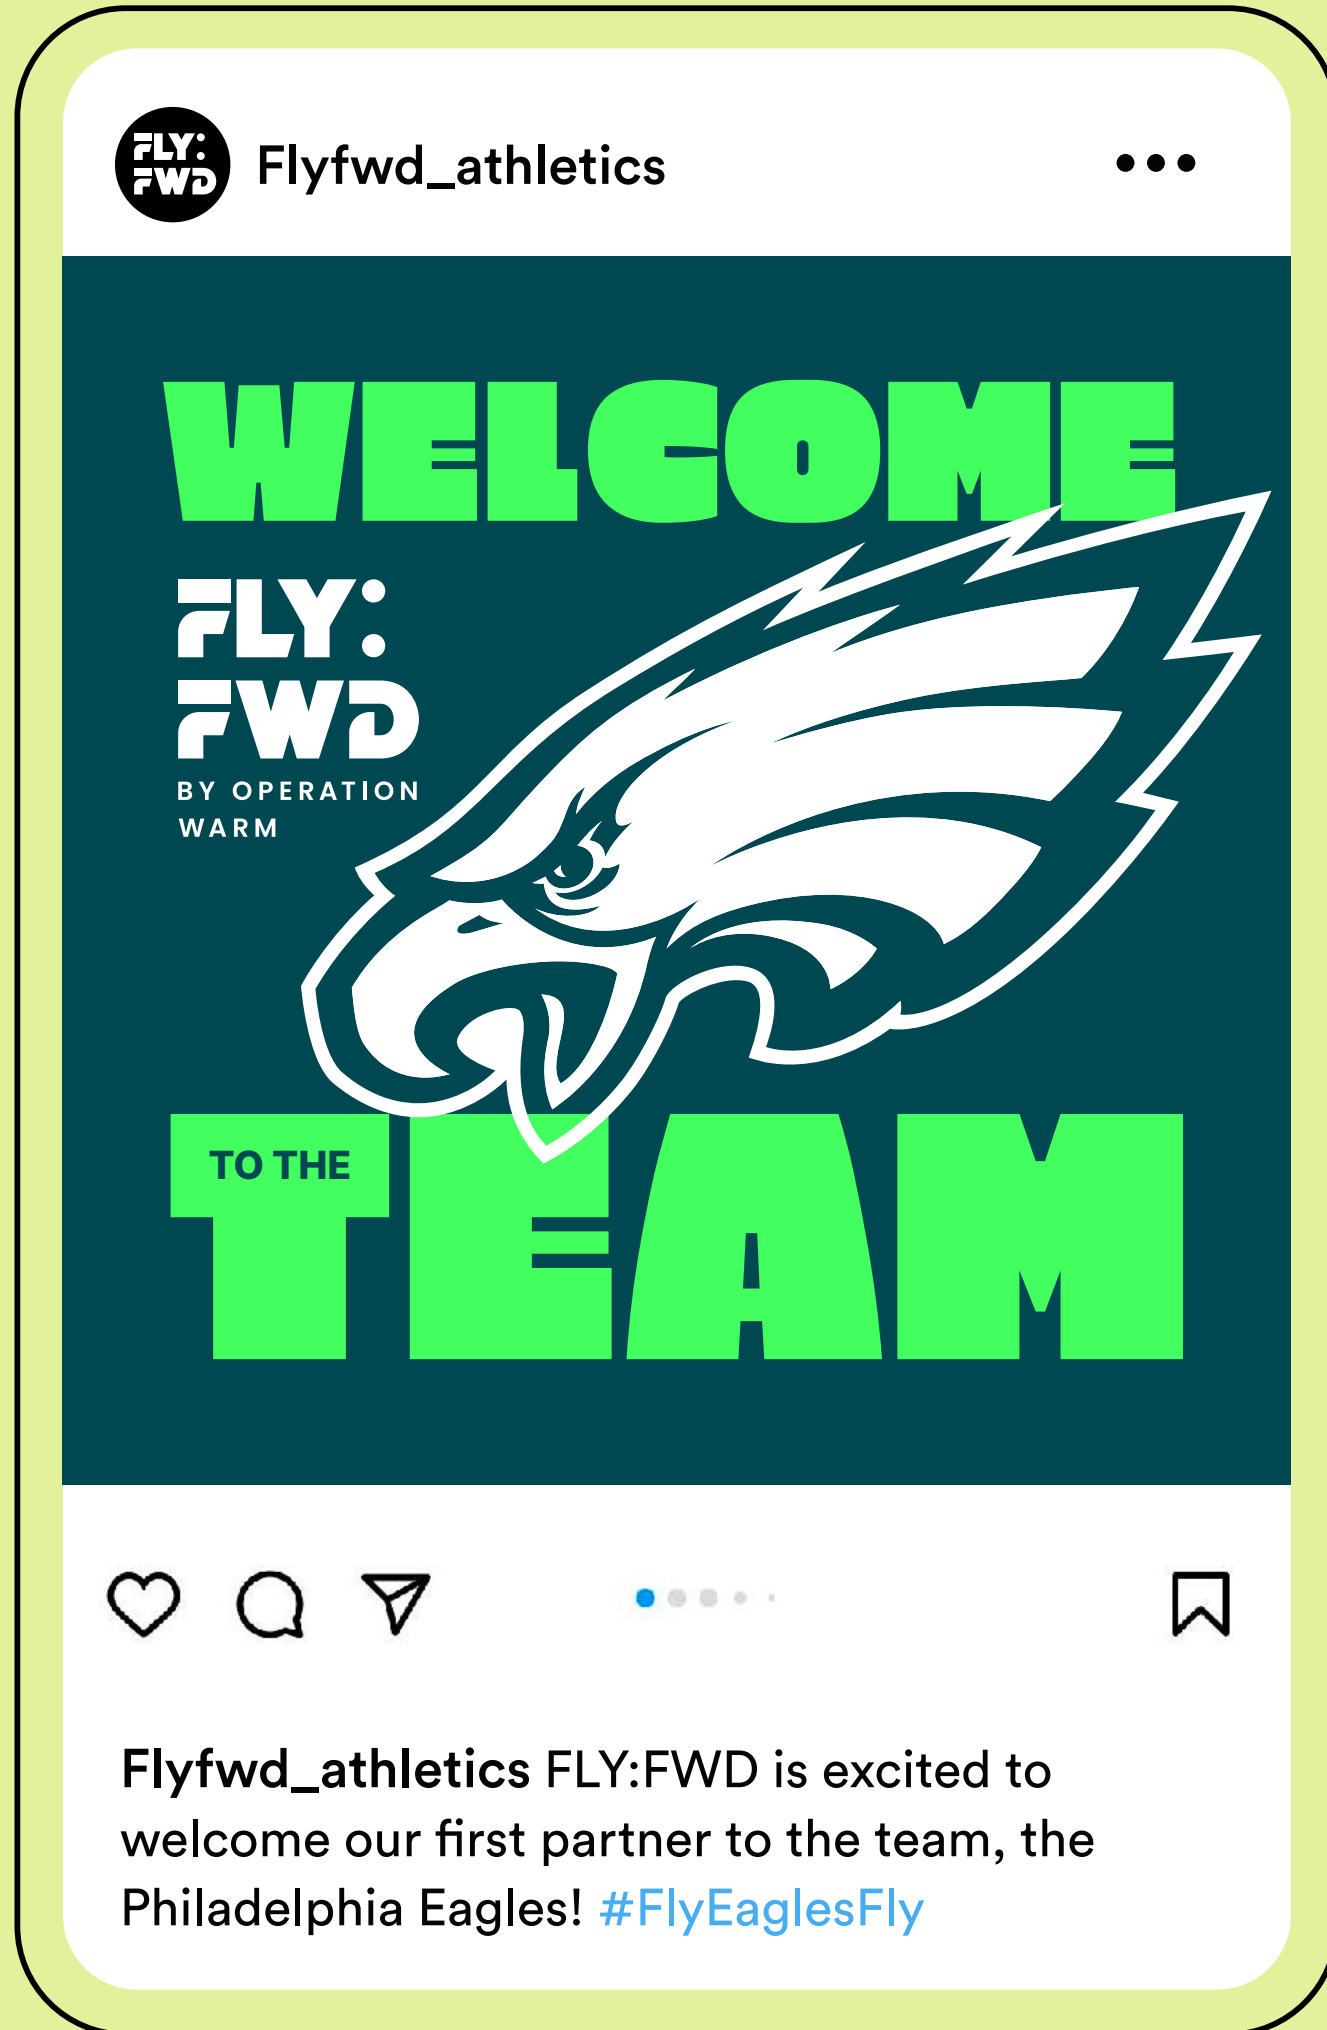 FLY:
FWD
Flyfwd_athletics
WELCOME
FLY:
FWD
BY OPERATION
WARM
TO THE
TEAM
Flyfwd_athletics FLY:FWD is excited to
welcome our first partner to the team, the
Philadelphia Eagles! #FlyEaglesFly